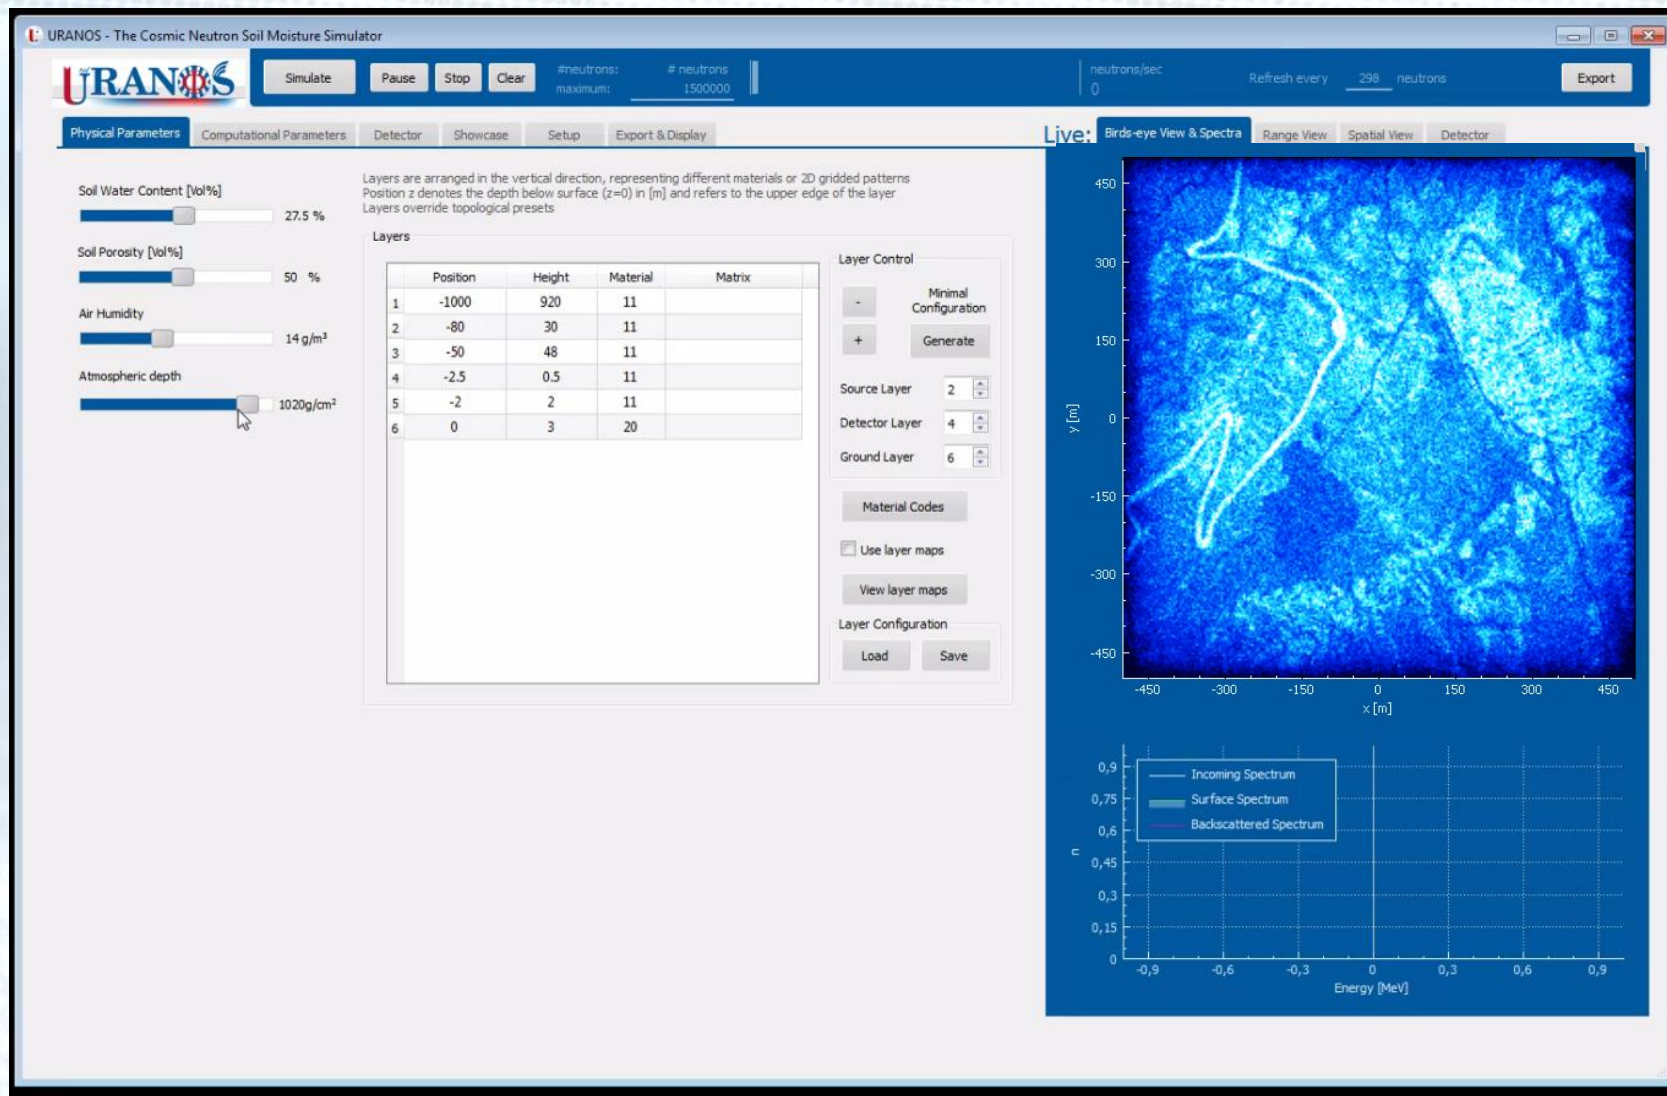 URANOS - The Cosmic Neutron Soil Moisture Simulator
URANOS
Simulate
Pause
Stop
Clear
#neutrons:
maximum:
# neutrons
1500000
neutrons/sec
0
Refresh every 298 neutrons
Export
Physical Parameters
Computational Parameters
Detector
Showcase
Setup
Export & Display
Live:
Birds-eye View & Spectra
Range View
Spatial View
Detector
Soil Water Content [Vol%]
27.5 %
Soil Porosity [Vol%]
50 %
Air Humidity
14 g/m³
Atmospheric depth
1020g/cm²
Layers are arranged in the vertical direction, representing different materials or 2D gridded patterns
Position z denotes the depth below surface (z=0) in [m] and refers to the upper edge of the layer
Layers override topological presets
Layers
Position Height Material Matrix
1 -1000 920 11
2 -80 30 11
3 -50 48 11
4 -2.5 0.5 11
5 -2 2 11
6 0 3 20
Layer Control
-
Minimal
Configuration
+
Generate
Source Layer 2
Detector Layer 4
Ground Layer 6
Material Codes
Use layer maps
View layer maps
Layer Configuration
Load
Save
450
300
150
0
-150
-300
-450
y [m]
-450 -300 -150 0 150 300 450
x [m]
Incoming Spectrum
Surface Spectrum
Backscattered Spectrum
0,9
0,75
0,6
0,45
0,3
0,15
0
n
-0,9 -0,6 -0,3 0 0,3 0,6 0,9
Energy [MeV]